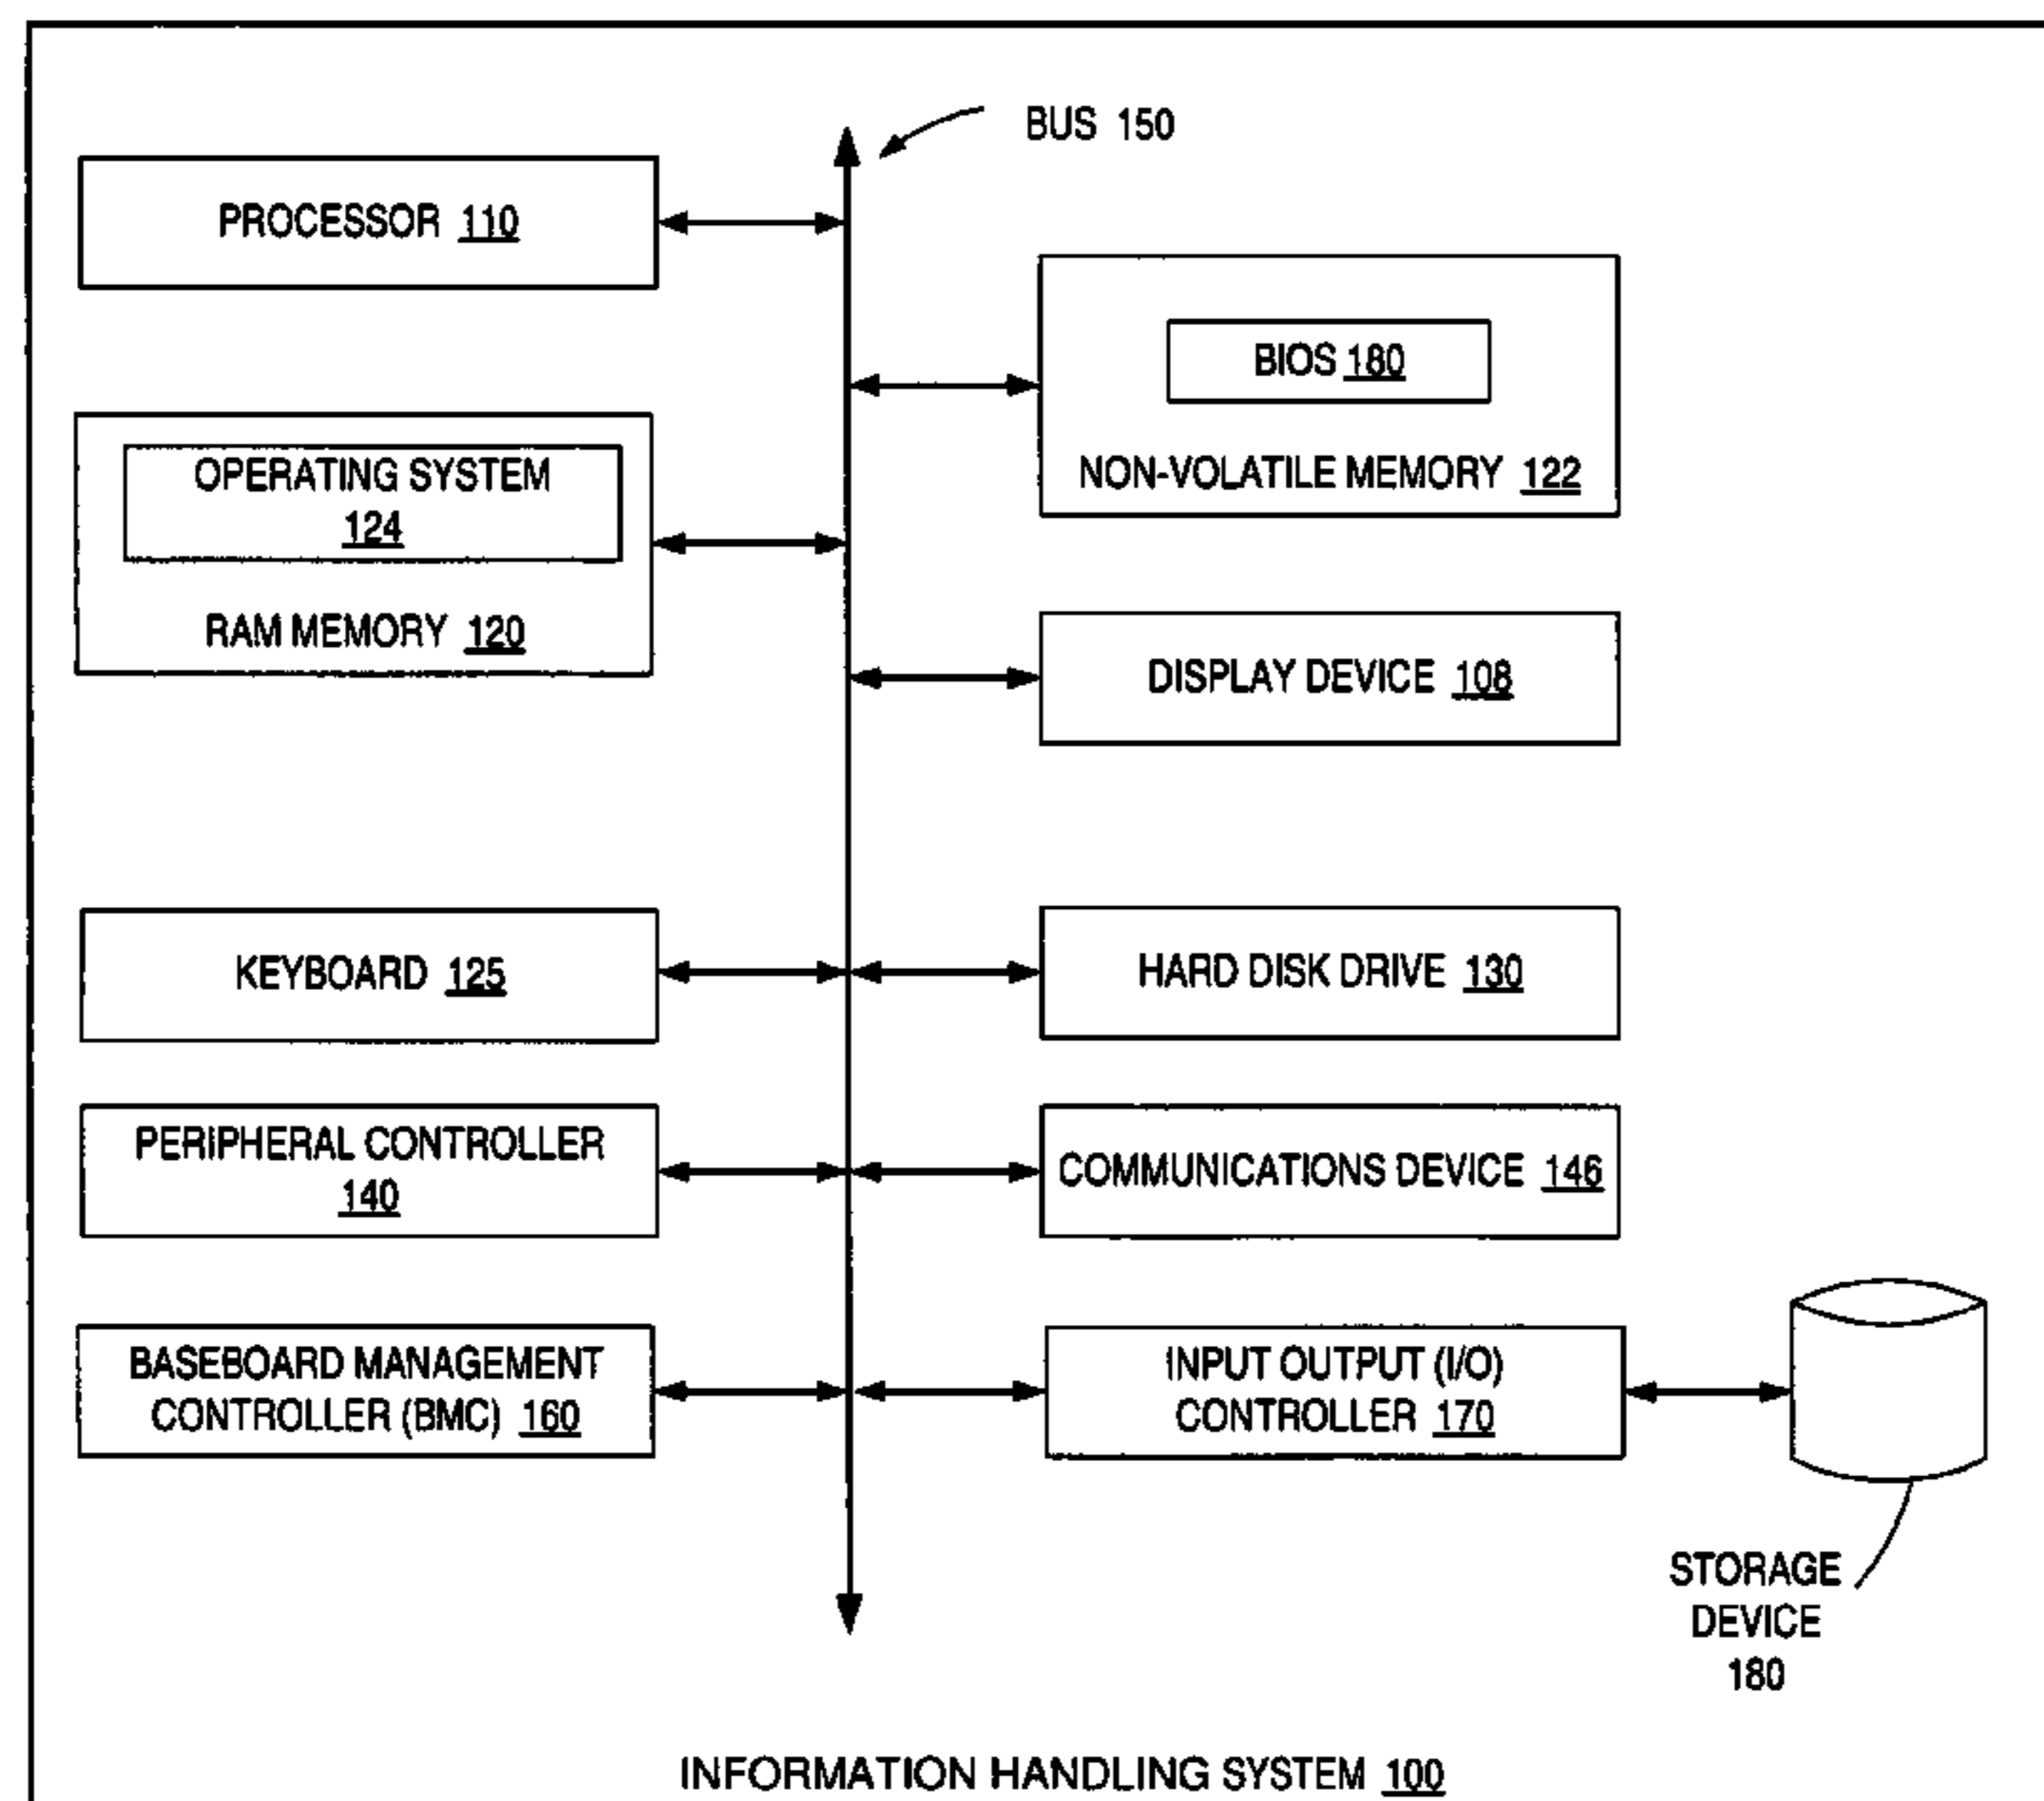 BUS 150
PROCESSOR 110
BIOS 180
NON-VOLATILE MEMORY 122
OPERATING SYSTEM
124
RAM MEMORY 120
DISPLAY DEVICE 108
KEYBOARD 125
HARD DISK DRIVE 130
PERIPHERAL CONTROLLER
140
COMMUNICATIONS DEVICE 146
BASEBOARD MANAGEMENT
CONTROLLER (BMC) 160
INPUT OUTPUT (I/O)
CONTROLLER 170
STORAGE
DEVICE
180
INFORMATION HANDLING SYSTEM 100